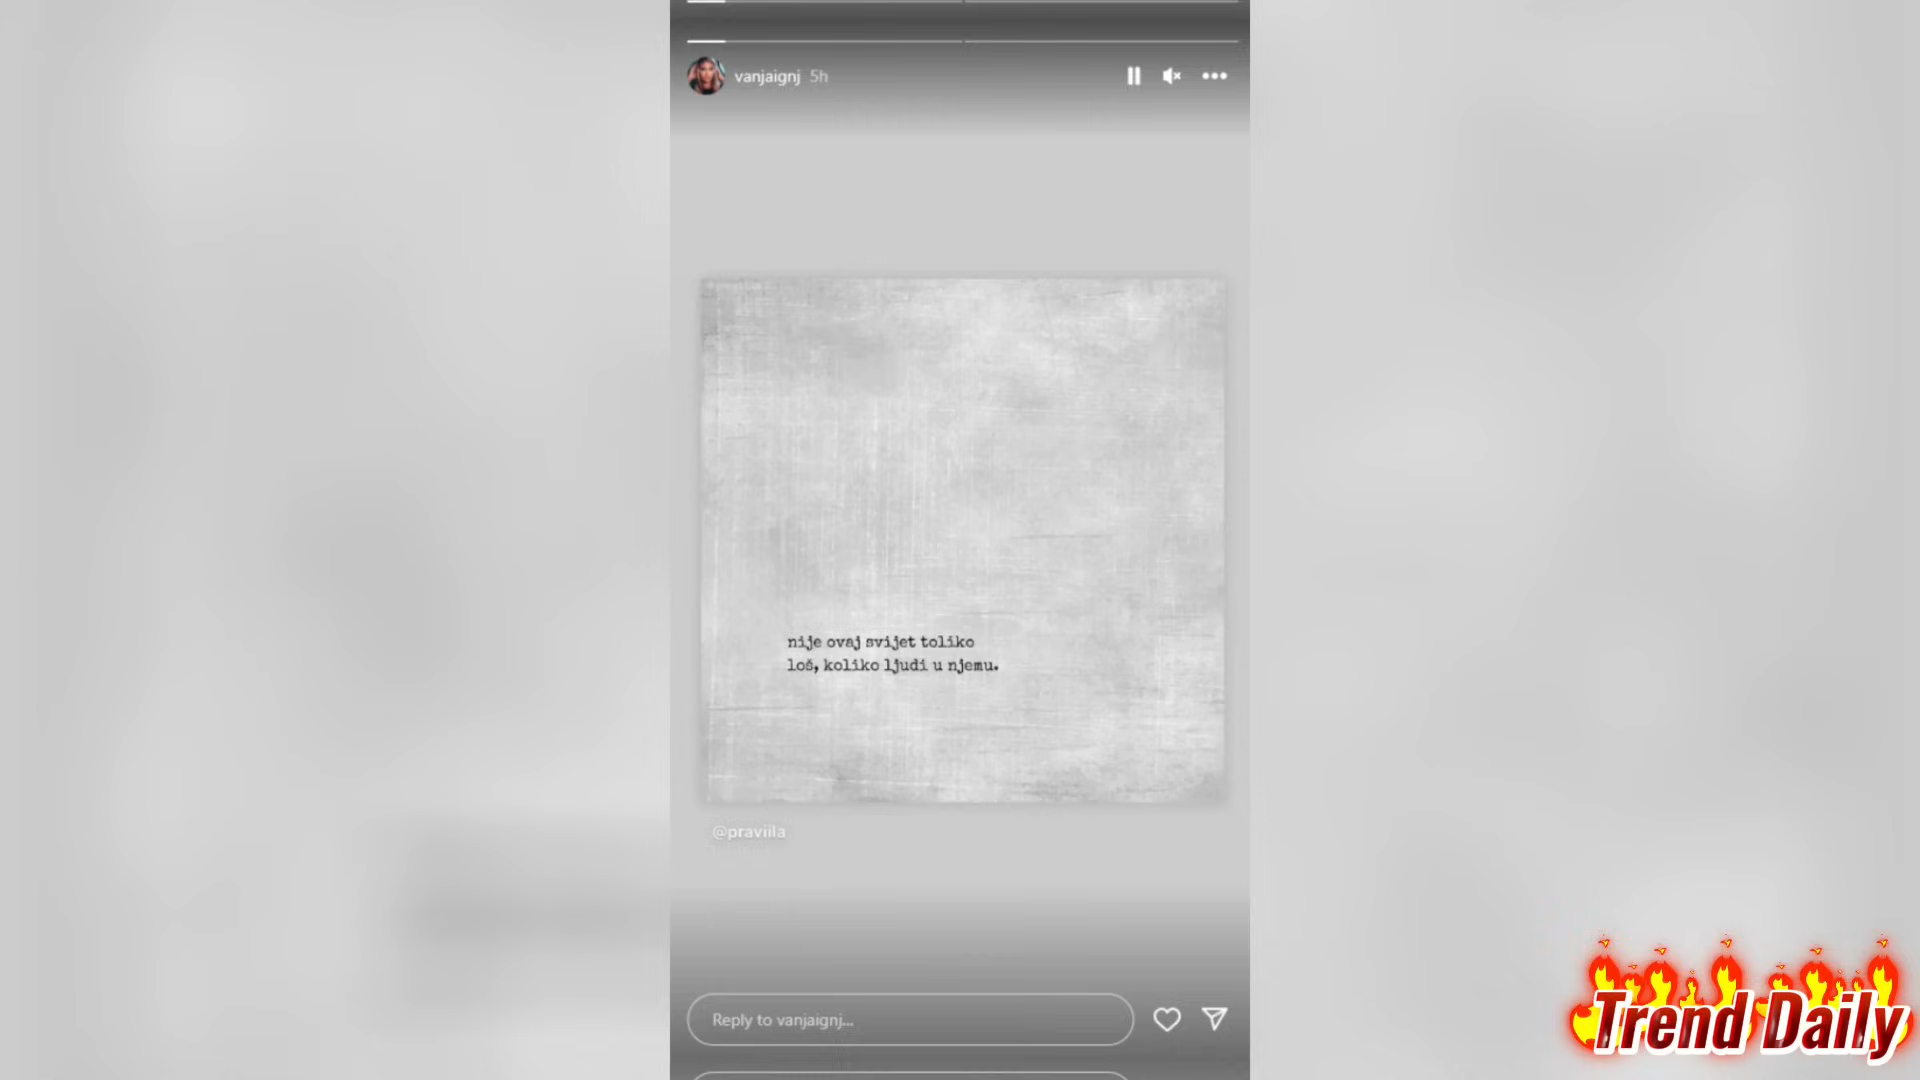 vanjaignj 5h
nije ovaj svijet toliko
loš, koliko ljudi u njemu.
@praviila
Reply to vanjaignj...
Trend Daily